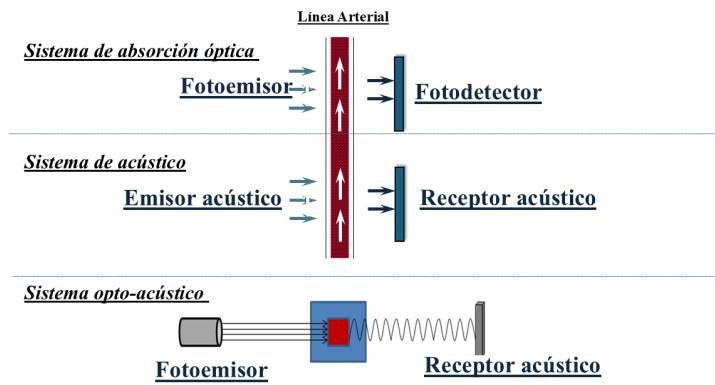 Línea Arterial
Sistema de absorción óptica
Fotoemisor
Fotodetector
Sistema de acústico
Emisor acústico
Receptor acústico
Sistema opto-acústico
Fotoemisor
Receptor acústico